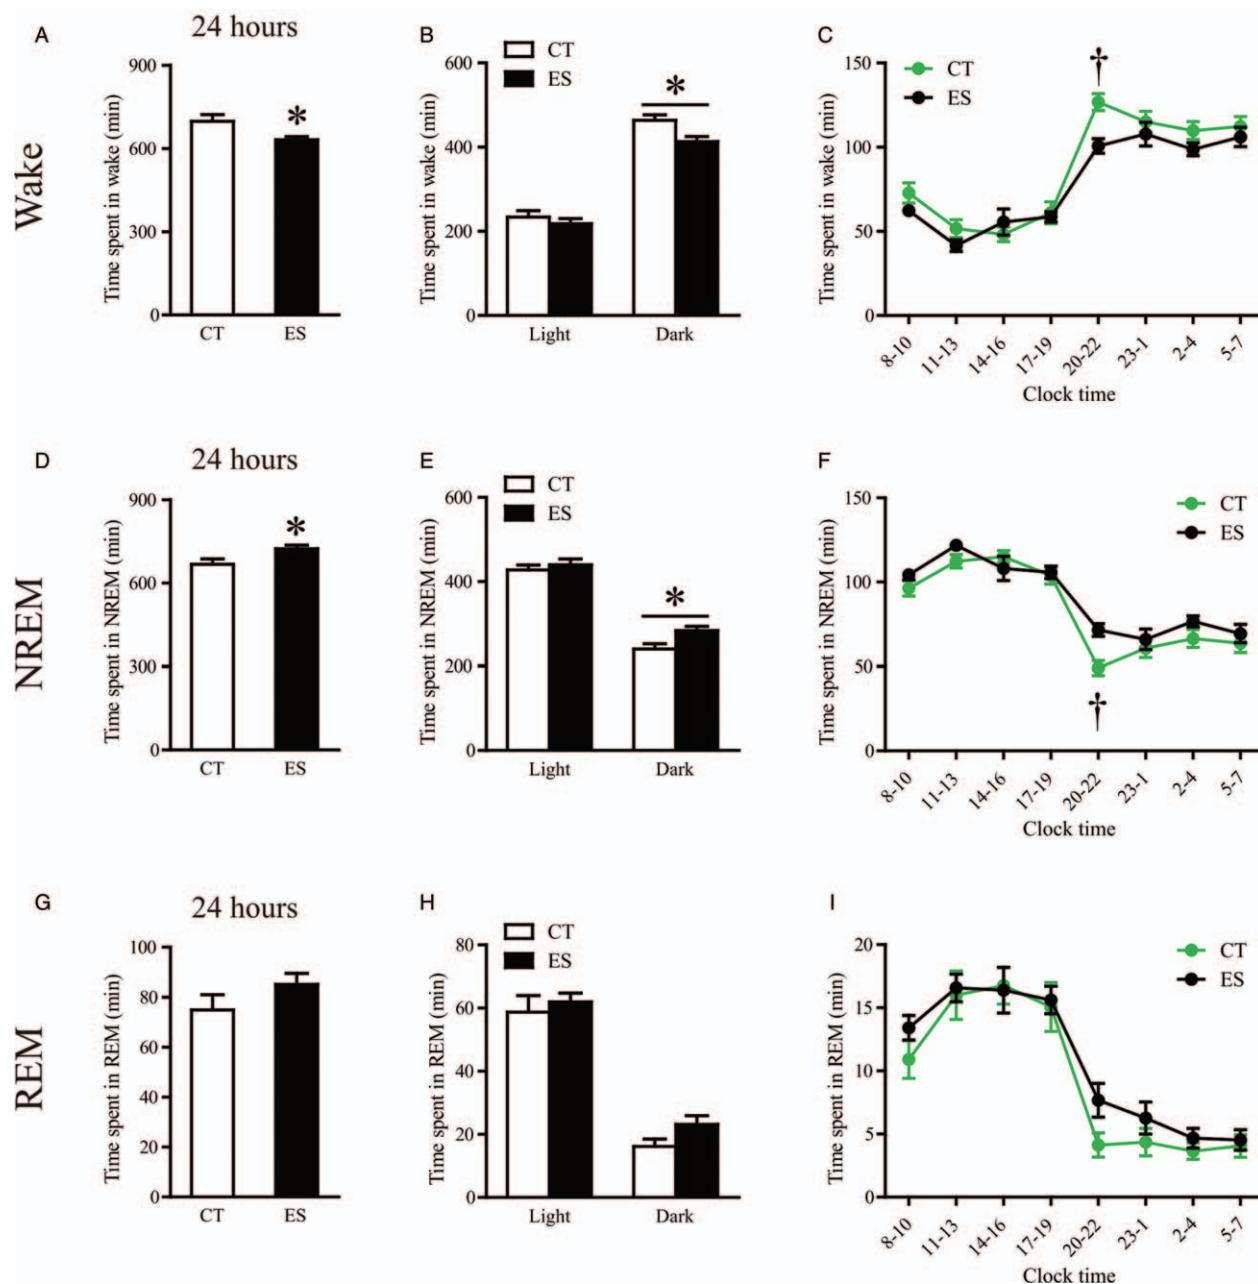 A
24 hours
Time spent in wake (min)
900
600
300
0
*
CT
ES
B
CT
ES
Time spent in wake (min)
600
400
200
0
*
Light
Dark
C
CT
ES
Time spent in wake (min)
150
100
50
0
†
8-10
11-13
14-16
17-19
20-22
23-1
2-4
5-7
Clock time
Wake
D
24 hours
Time spent in NREM (min)
900
600
300
0
*
CT
ES
E
CT
ES
Time spent in NREM (min)
600
400
200
0
*
Light
Dark
F
CT
ES
Time spent in NREM (min)
150
100
50
0
†
8-10
11-13
14-16
17-19
20-22
23-1
2-4
5-7
Clock time
NREM
G
24 hours
Time spent in REM (min)
100
80
60
40
20
0
CT
ES
H
CT
ES
Time spent in REM (min)
80
60
40
20
0
Light
Dark
I
CT
ES
Time spent in REM (min)
20
15
10
5
0
8-10
11-13
14-16
17-19
20-22
23-1
2-4
5-7
Clock time
REM